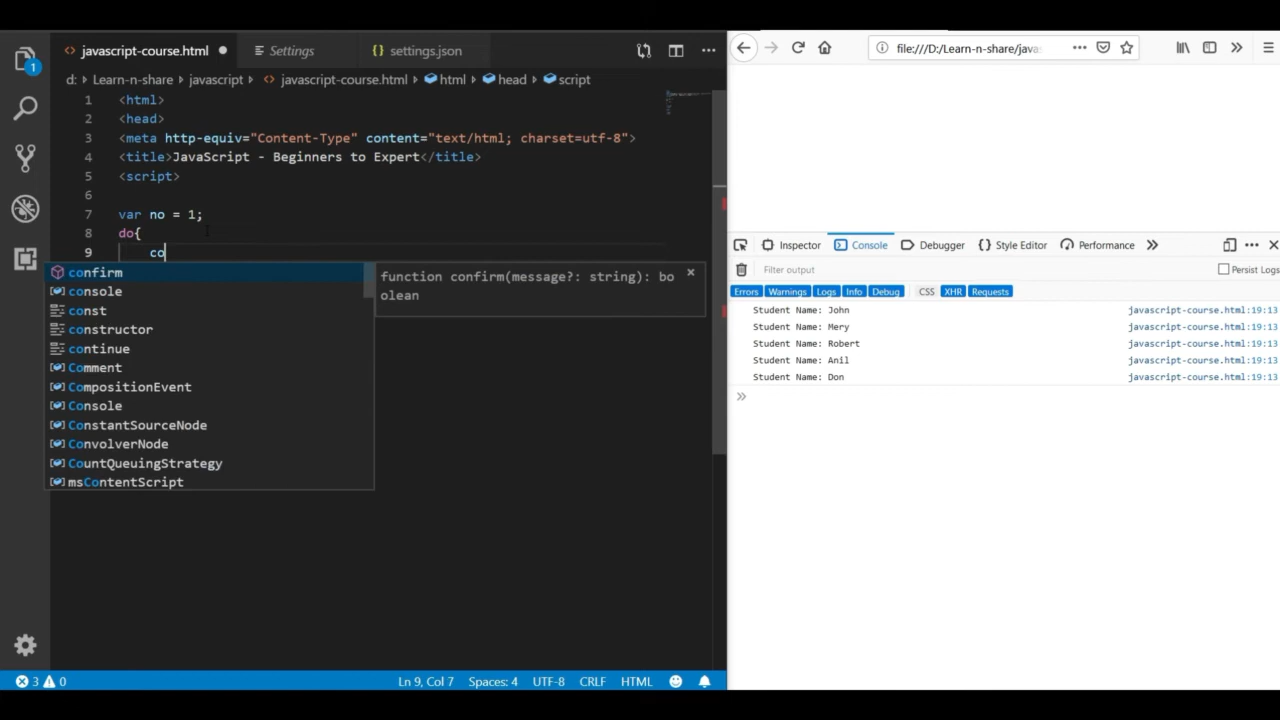 javascript-course.html
Settings
settings.json
file:///D:/Learn-n-share/javas
d: Learn-n-share javascript javascript-course.html html head script
1
1 <html>
2 <head>
3 <meta http-equiv="Content-Type" content="text/html; charset=utf-8">
4 <title>JavaScript - Beginners to Expert</title>
5 <script>
6
7 var no = 1;
8 do{
9 co
confirm
console
const
constructor
continue
Comment
CompositionEvent
Console
ConstantSourceNode
ConvolverNode
CountQueuingStrategy
msContentScript
function confirm(message?: string): bo
olean
Inspector Console Debugger Style Editor Performance
Filter output Persist Logs
Errors Warnings Logs Info Debug CSS XHR Requests
Student Name: John javascript-course.html:19:13
Student Name: Mery javascript-course.html:19:13
Student Name: Robert javascript-course.html:19:13
Student Name: Anil javascript-course.html:19:13
Student Name: Don javascript-course.html:19:13
3 0 Ln 9, Col 7 Spaces: 4 UTF-8 CRLF HTML